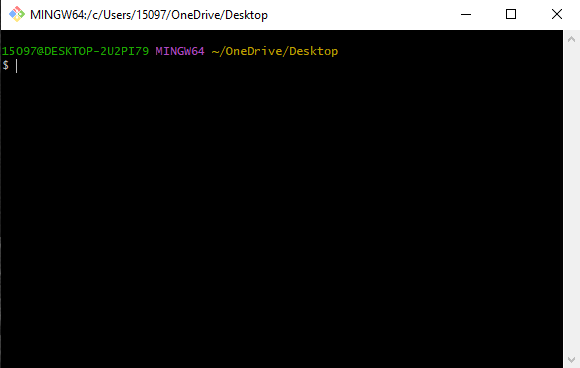 MINGW64:/c/Users/15097/OneDrive/Desktop
15097@DESKTOP-2U2PI79 MINGW64 ~/OneDrive/Desktop
$